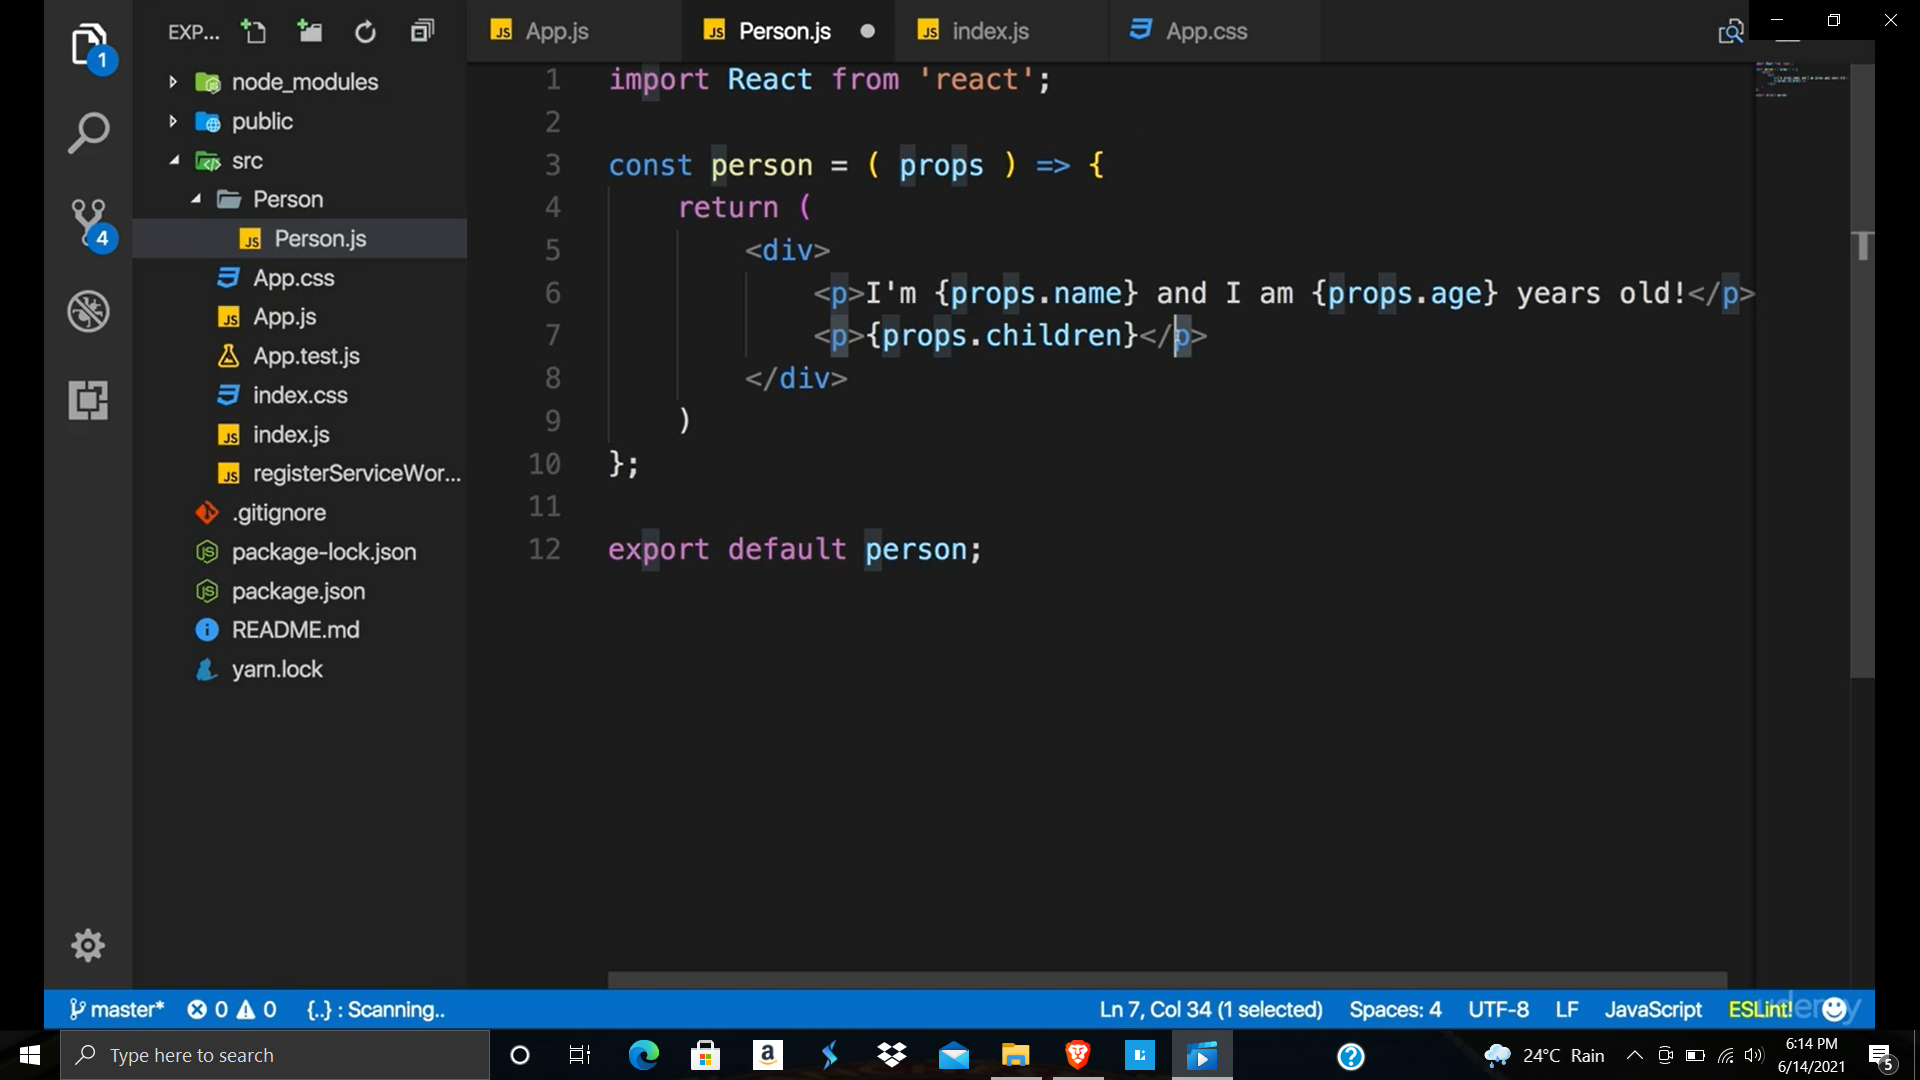 EXP...
App.js
Person.js
index.js
App.css
node_modules
public
src
Person
Person.js
App.css
App.js
App.test.js
index.css
index.js
registerServiceWor...
.gitignore
package-lock.json
package.json
README.md
yarn.lock
1
4
1 import React from 'react';
2
3 const person = ( props ) => {
4 return (
5 <div>
6 <p>I'm {props.name} and I am {props.age} years old!</p>
7 <p>{props.children}</p>
8 </div>
9 )
10 };
11
12 export default person;
master* 0 0 {..} : Scanning.. Ln 7, Col 34 (1 selected) Spaces: 4 UTF-8 LF JavaScript ESLint!
udemy
Type here to search
24°C Rain
6:14 PM
6/14/2021
5